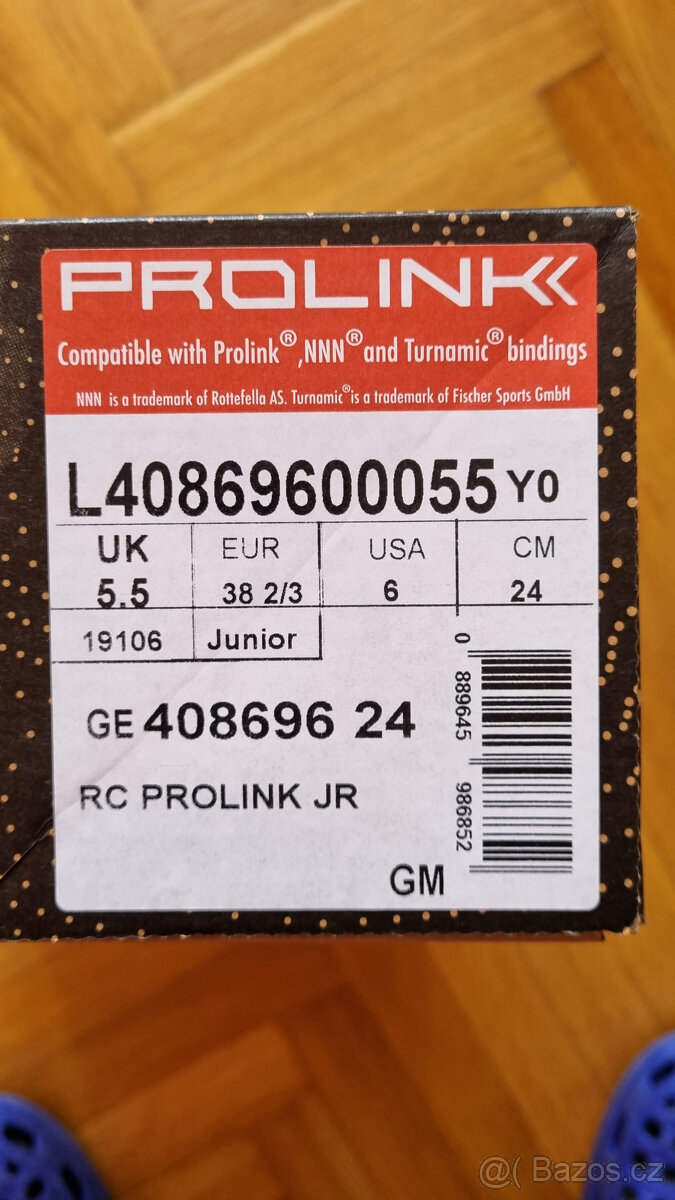 PROLINK
Compatible with Prolink®,NNN® and Turnamic® bindings
NNN is a trademark of Rottefella AS. Turnamic® is a trademark of Fischer Sports GmbH
L40869600055 Y0
UK EUR USA CM
5.5 38 2/3 6 24
19106 Junior
0 889645 986852
GE 408696 24
RC PROLINK JR
GM
@( Bazos.cz